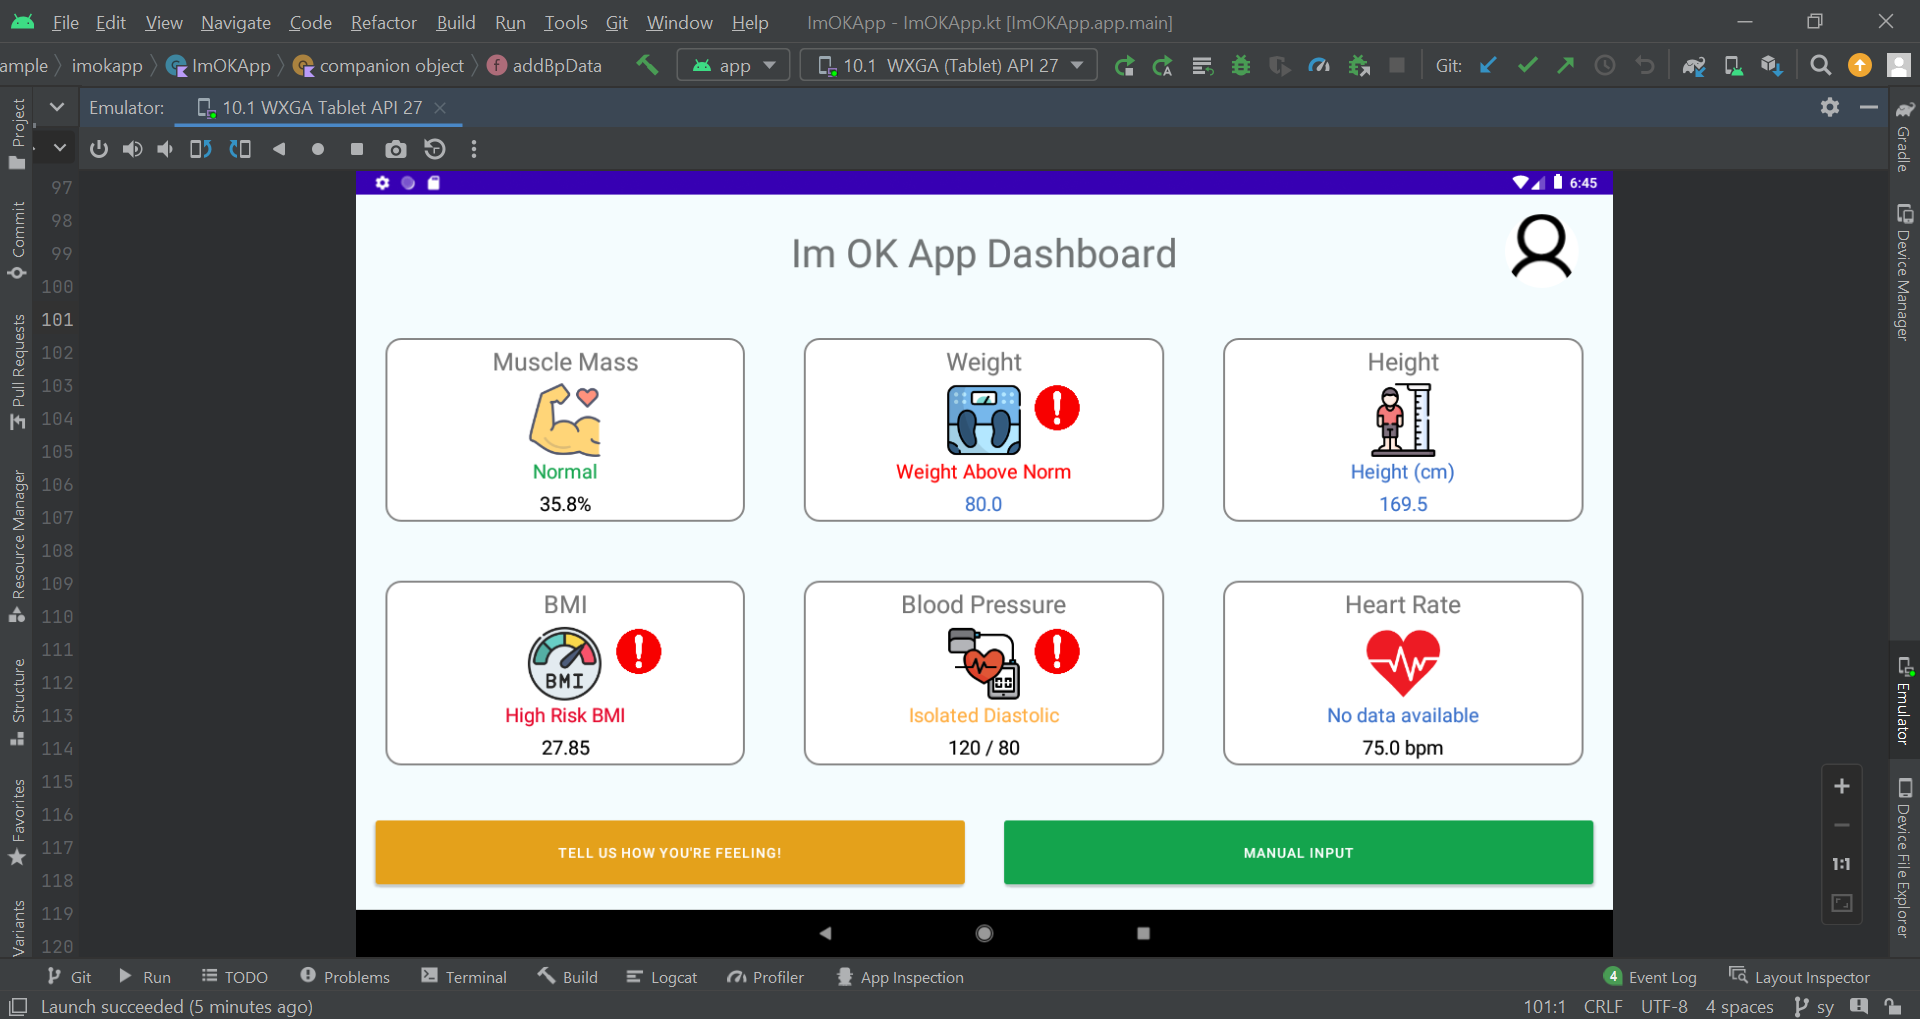 File Edit View Navigate Code Refactor Build Run Tools Git Window Help ImOKApp - ImOKApp.kt [ImOKApp.app.main]
ample imokapp ImOKApp companion object addBpData app 10.1 WXGA (Tablet) API 27 Git:
Emulator: 10.1 WXGA Tablet API 27
Project
Commit
Pull Requests
Resource Manager
Structure
Favorites
Variants
97
98
99
100
101
102
103
104
105
106
107
108
109
110
111
112
113
114
115
116
117
118
119
120
6:45
Im OK App Dashboard
Muscle Mass
Normal
35.8%
Weight
Weight Above Norm
80.0
Height
Height (cm)
169.5
BMI
BMI
High Risk BMI
27.85
Blood Pressure
Isolated Diastolic
120 / 80
Heart Rate
No data available
75.0 bpm
TELL US HOW YOU'RE FEELING!
MANUAL INPUT
Gradle
Device Manager
Emulator
Device File Explorer
1:1
Git Run TODO Problems Terminal Build Logcat Profiler App Inspection 4 Event Log Layout Inspector
Launch succeeded (5 minutes ago) 101:1 CRLF UTF-8 4 spaces sy